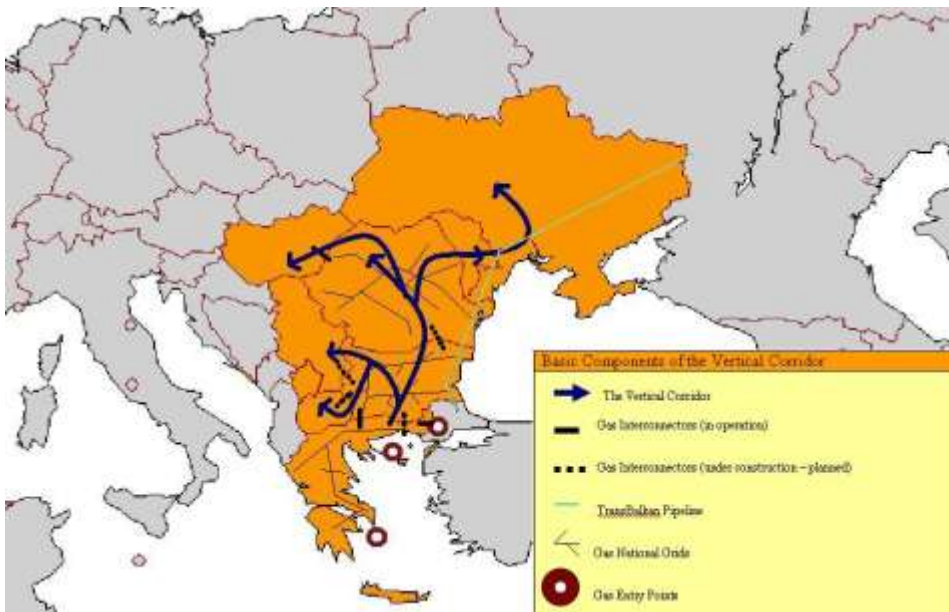 Basic Components of the Vertical Corridor
The Vertical Corridor
Gas Interconnectors (in operation)
Gas Interconnectors (under construction – planned)
TransBalkan Pipeline
Gas National Grids
Gas Entry Points